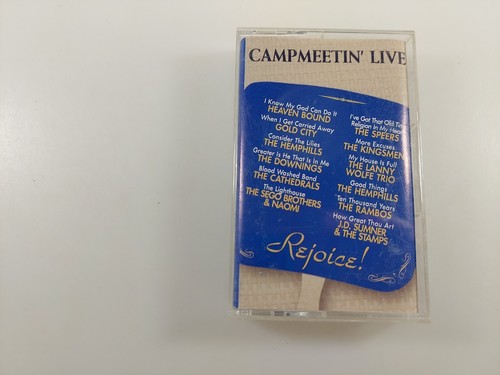 CAMPMEETIN' LIVE
I Know My God Can Do It
HEAVEN BOUND
When I Get Carried Away
GOLD CITY
Consider The Lilies
THE HEMPHILLS
Greater Is He That Is In Me
THE DOWNINGS
Blood Washed Band
THE CATHEDRALS
The Lighthouse
THE SEGO BROTHERS
& NAOMI
I've Got That Old Time
Religion In My Heart
THE SPEERS
More Excuses
THE KINGSMEN
My House Is Full
THE LANNY
WOLFE TRIO
Good Things
THE HEMPHILLS
Ten Thousand Years
THE RAMBOS
How Great Thou Art
J.D. SUMNER
& THE STAMPS
Rejoice!